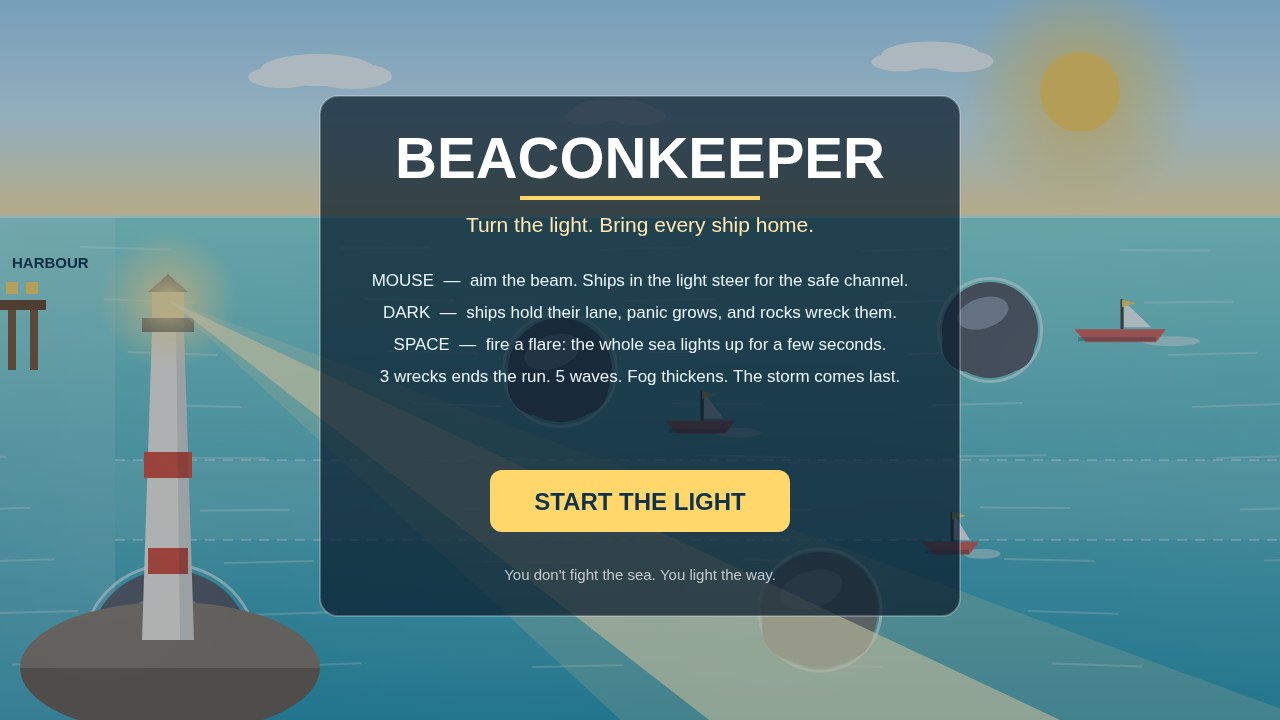 BEACONKEEPER
Turn the light. Bring every ship home.
HARBOUR
MOUSE — aim the beam. Ships in the light steer for the safe channel.
DARK — ships hold their lane, panic grows, and rocks wreck them.
SPACE — fire a flare: the whole sea lights up for a few seconds.
3 wrecks ends the run. 5 waves. Fog thickens. The storm comes last.
START THE LIGHT
You don't fight the sea. You light the way.